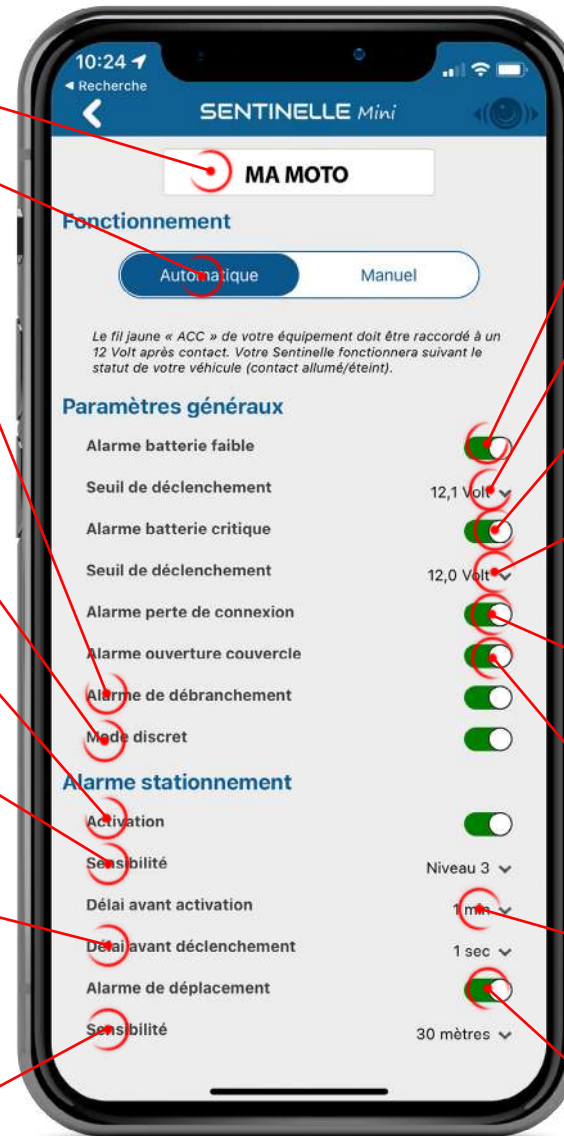 10:24
Recherche
SENTINELLE Mini
MA MOTO
Fonctionnement
Automatique Manuel
Le fil jaune « ACC » de votre équipement doit être raccordé à un
12 Volt après contact. Votre Sentinelle fonctionnera suivant le
statut de votre véhicule (contact allumé/éteint).
Paramètres généraux
Alarme batterie faible
Seuil de déclenchement 12,1 Volt
Alarme batterie critique
Seuil de déclenchement 12,0 Volt
Alarme perte de connexion
Alarme ouverture couvercle
Alarme de débranchement
Mode discret
Alarme stationnement
Activation
Sensibilité Niveau 3
Délai avant activation 1 min
Délai avant déclenchement 1 sec
Alarme de déplacement
Sensibilité 30 mètres